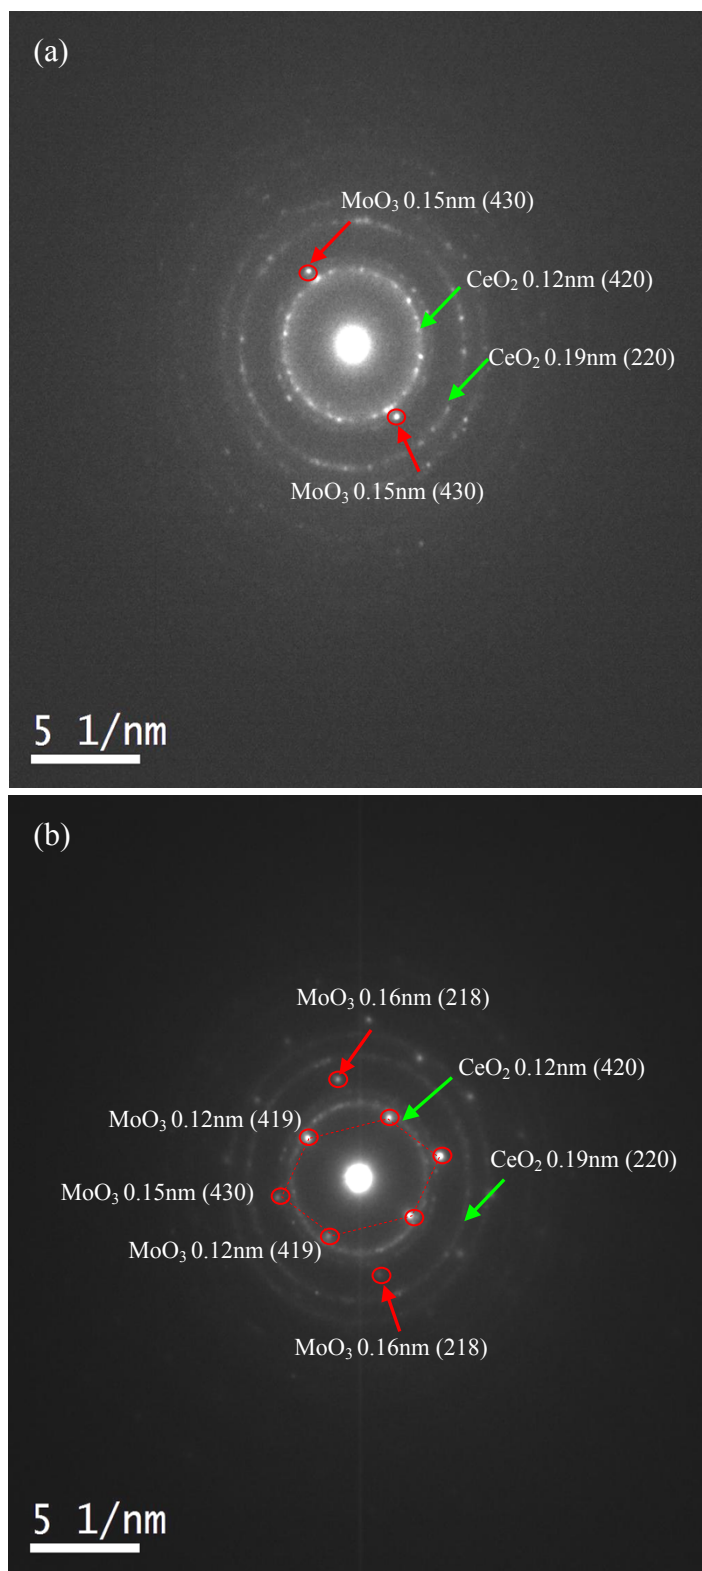 (a)
MoO₃ 0.15nm (430)
CeO₂ 0.12nm (420)
CeO₂ 0.19nm (220)
MoO₃ 0.15nm (430)
5 1/nm
(b)
MoO₃ 0.16nm (218)
CeO₂ 0.12nm (420)
MoO₃ 0.12nm (419)
CeO₂ 0.19nm (220)
MoO₃ 0.15nm (430)
MoO₃ 0.12nm (419)
MoO₃ 0.16nm (218)
5 1/nm